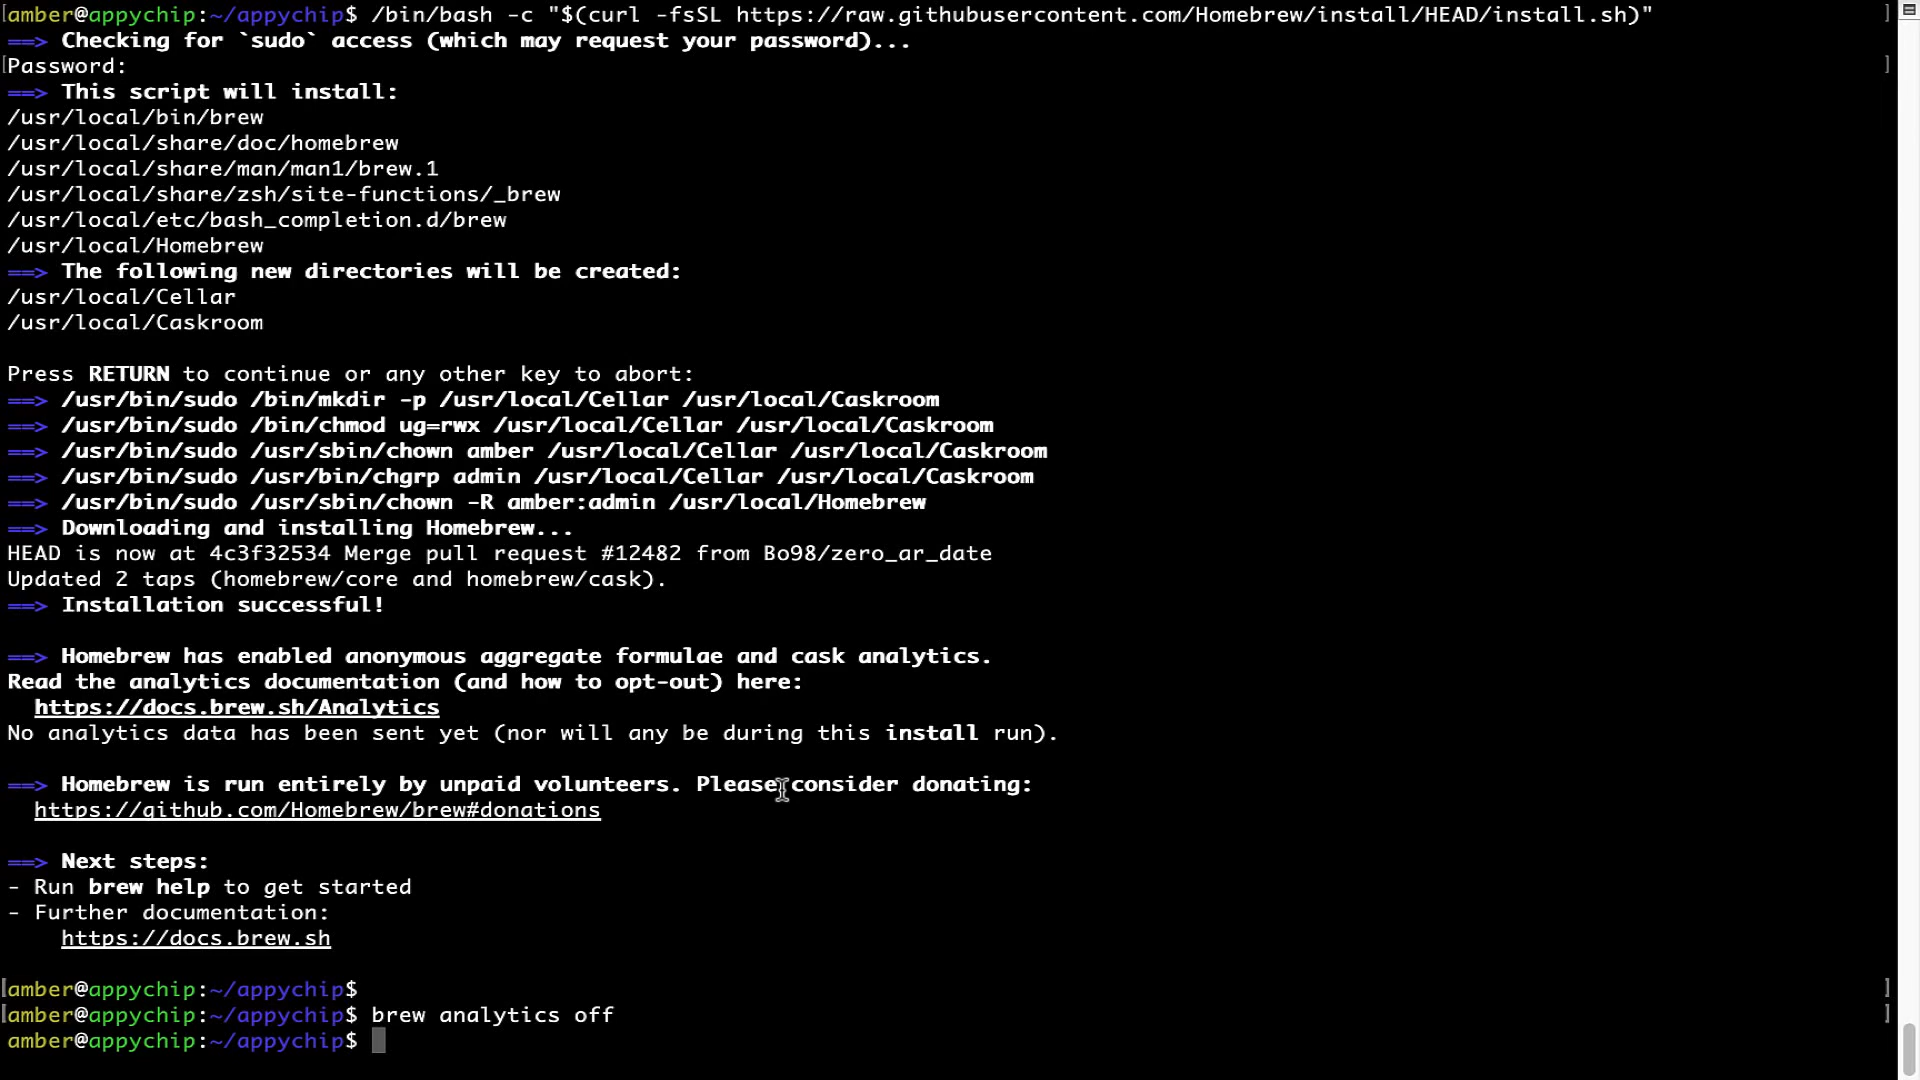 amber@appychip:~/appychip$ /bin/bash -c "$(curl -fsSL https://raw.githubusercontent.com/Homebrew/install/HEAD/install.sh)"
==> Checking for `sudo` access (which may request your password)...
Password:
==> This script will install:
/usr/local/bin/brew
/usr/local/share/doc/homebrew
/usr/local/share/man/man1/brew.1
/usr/local/share/zsh/site-functions/_brew
/usr/local/etc/bash_completion.d/brew
/usr/local/Homebrew
==> The following new directories will be created:
/usr/local/Cellar
/usr/local/Caskroom
Press RETURN to continue or any other key to abort:
==> /usr/bin/sudo /bin/mkdir -p /usr/local/Cellar /usr/local/Caskroom
==> /usr/bin/sudo /bin/chmod ug=rwx /usr/local/Cellar /usr/local/Caskroom
==> /usr/bin/sudo /usr/sbin/chown amber /usr/local/Cellar /usr/local/Caskroom
==> /usr/bin/sudo /usr/bin/chgrp admin /usr/local/Cellar /usr/local/Caskroom
==> /usr/bin/sudo /usr/sbin/chown -R amber:admin /usr/local/Homebrew
==> Downloading and installing Homebrew...
HEAD is now at 4c3f32534 Merge pull request #12482 from Bo98/zero_ar_date
Updated 2 taps (homebrew/core and homebrew/cask).
==> Installation successful!
==> Homebrew has enabled anonymous aggregate formulae and cask analytics.
Read the analytics documentation (and how to opt-out) here:
https://docs.brew.sh/Analytics
No analytics data has been sent yet (nor will any be during this install run).
==> Homebrew is run entirely by unpaid volunteers. Please consider donating:
https://github.com/Homebrew/brew#donations
==> Next steps:
- Run brew help to get started
- Further documentation:
https://docs.brew.sh
amber@appychip:~/appychip$
amber@appychip:~/appychip$ brew analytics off
amber@appychip:~/appychip$